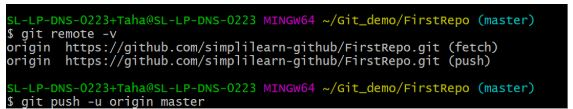 SL-LP-DNS-0223+Taha@SL-LP-DNS-0223 MINGW64 ~/Git_demo/FirstRepo (master)
$ git remote -v
origin  https://github.com/simplilearn-github/FirstRepo.git (fetch)
origin  https://github.com/simplilearn-github/FirstRepo.git (push)
SL-LP-DNS-0223+Taha@SL-LP-DNS-0223 MINGW64 ~/Git_demo/FirstRepo (master)
$ git push -u origin master